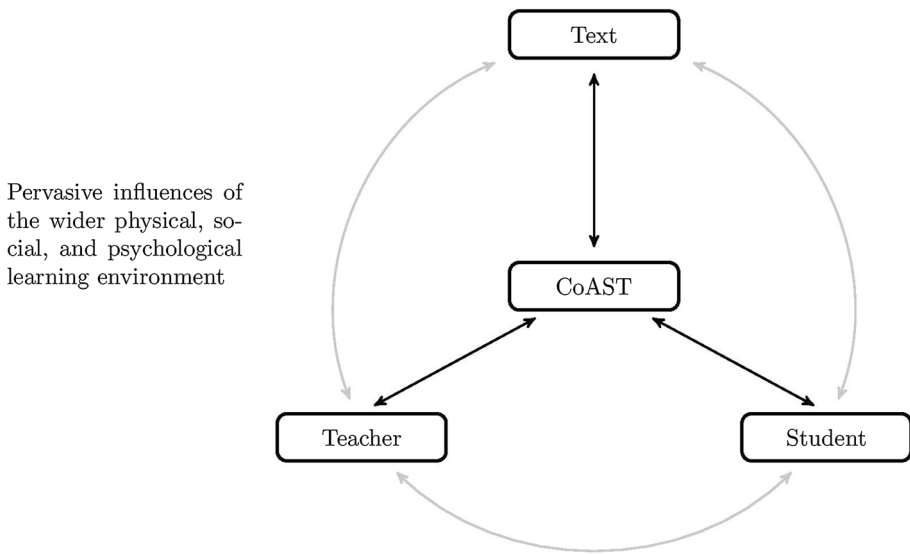 Text
Pervasive influences of
the wider physical, so-
cial, and psychological
learning environment
CoAST
Teacher
Student